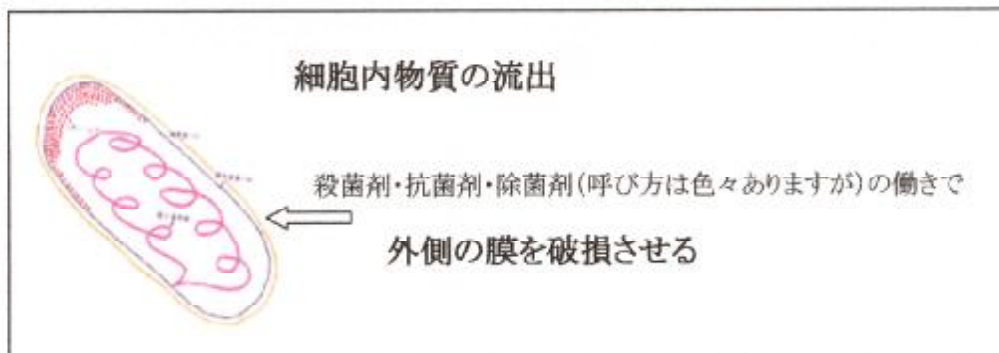 細胞内物質の流出
殺菌剤・抗菌剤・除菌剤(呼び方は色々ありますが)の働きで
外側の膜を破損させる